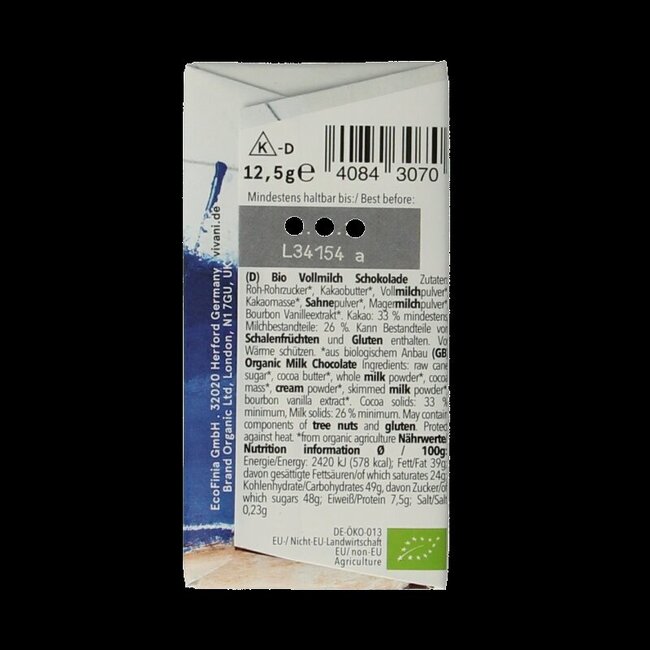 K -D
12,5g ℮
4084 3070
Mindestens haltbar bis:/ Best before:
L34154 a
(D) Bio Vollmilch Schokolade Zutaten
Roh-Rohrzucker*, Kakaobutter*, Vollmilchpulver*
Kakaomasse*, Sahnepulver*, Magermilchpulver*
Bourbon Vanilleextrakt*. Kakao: 33 % mindestens
Milchbestandteile: 26 %. Kann Bestandteile von
Schalenfrüchten und Gluten enthalten. Vor
Wärme schützen. *aus biologischem Anbau (GB
Organic Milk Chocolate Ingredients: raw cane
sugar*, cocoa butter*, whole milk powder*, cocoa
mass*, cream powder*, skimmed milk powder*,
bourbon vanilla extract*. Cocoa solids: 33 %
minimum, Milk solids: 26 % minimum. May contain
components of tree nuts and gluten. Protect
against heat. *from organic agriculture Nährwerte/
Nutrition information Ø / 100g:
Energie/Energy: 2420 kJ (578 kcal); Fett/Fat 39g,
davon gesättigte Fettsäuren/of which saturates 24g;
Kohlenhydrate/Carbohydrates 49g, davon Zucker/of
which sugars 48g; Eiweiß/Protein 7,5g; Salt/Salt
0,23g
DE-ÖKO-013
EU-/ Nicht-EU-Landwirtschaft
EU/ non-EU
Agriculture
EcoFinia GmbH . 32020 Herford Germany vivani.de
Brand Organic Ltd, London, N1 7GU, UK